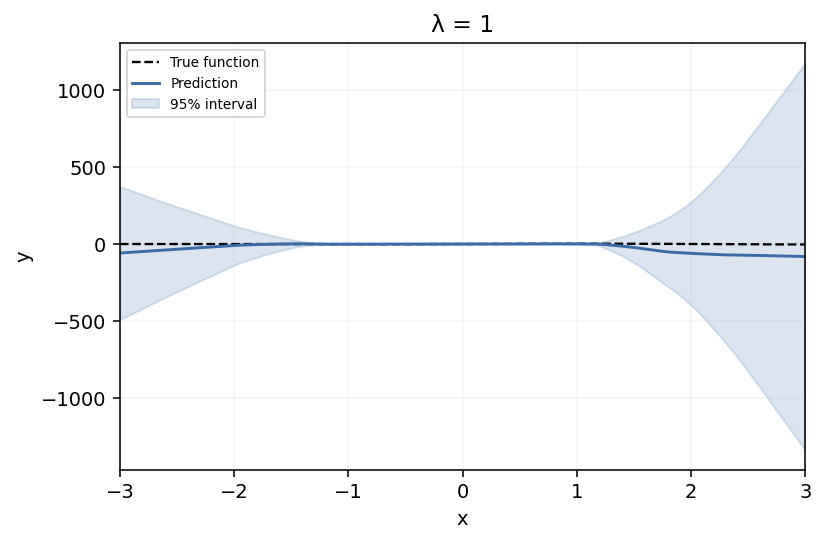 λ = 1
True function
Prediction
95% interval
1000
500
0
−500
−1000
y
−3
−2
−1
0
1
2
3
x